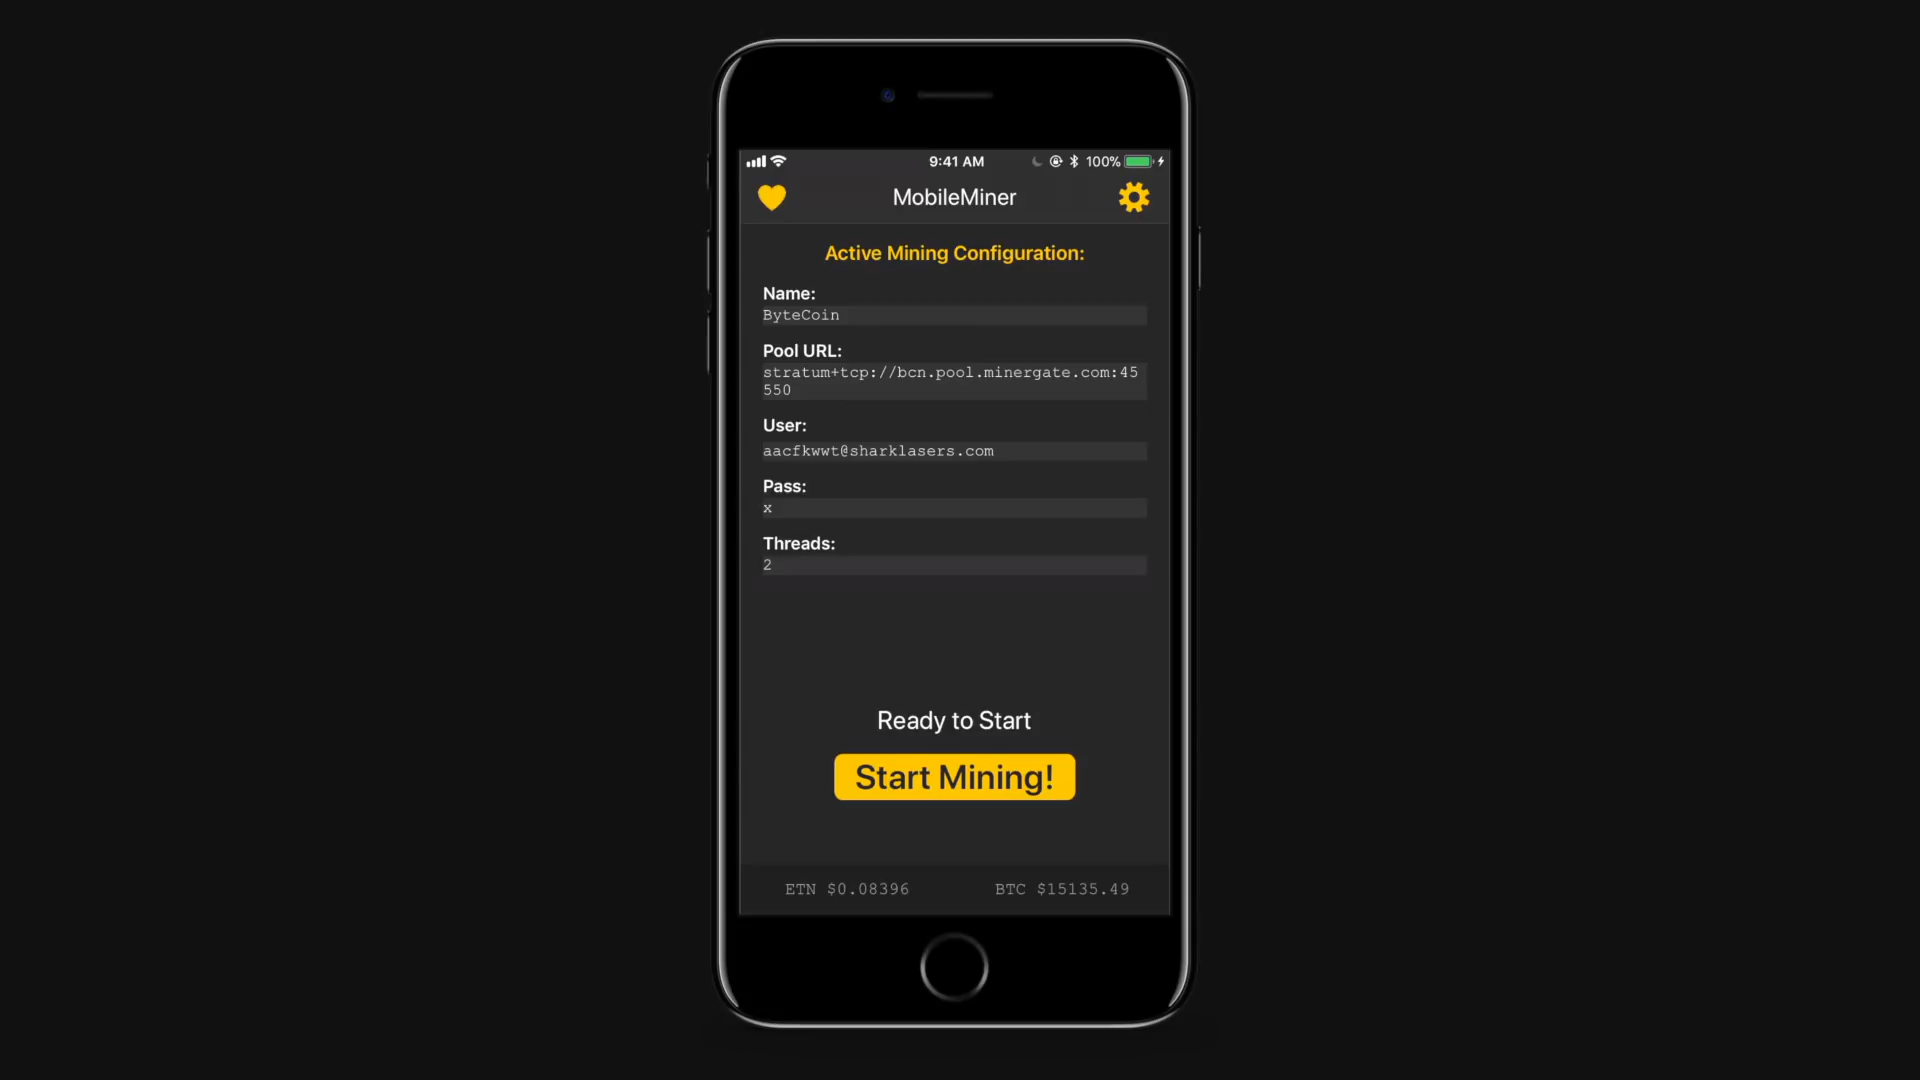 9:41 AM 100%
MobileMiner
Active Mining Configuration:
Name:
ByteCoin
Pool URL:
stratum+tcp://bcn.pool.minergate.com:45
550
User:
aacfkwwt@sharklasers.com
Pass:
x
Threads:
2
Ready to Start
Start Mining!
ETN $0.08396 BTC $15135.49